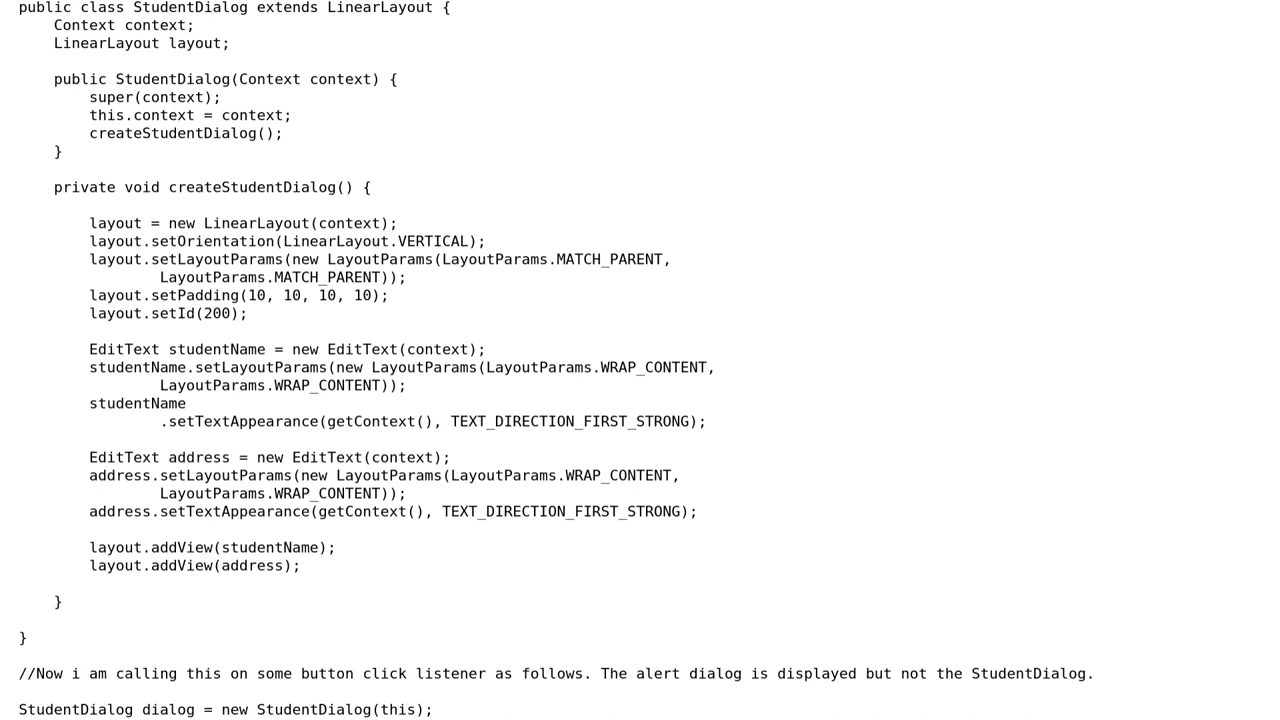 public class StudentDialog extends LinearLayout {
    Context context;
    LinearLayout layout;

    public StudentDialog(Context context) {
        super(context);
        this.context = context;
        createStudentDialog();
    }

    private void createStudentDialog() {

        layout = new LinearLayout(context);
        layout.setOrientation(LinearLayout.VERTICAL);
        layout.setLayoutParams(new LayoutParams(LayoutParams.MATCH_PARENT,
                LayoutParams.MATCH_PARENT));
        layout.setPadding(10, 10, 10, 10);
        layout.setId(200);

        EditText studentName = new EditText(context);
        studentName.setLayoutParams(new LayoutParams(LayoutParams.WRAP_CONTENT,
                LayoutParams.WRAP_CONTENT));
        studentName
                .setTextAppearance(getContext(), TEXT_DIRECTION_FIRST_STRONG);

        EditText address = new EditText(context);
        address.setLayoutParams(new LayoutParams(LayoutParams.WRAP_CONTENT,
                LayoutParams.WRAP_CONTENT));
        address.setTextAppearance(getContext(), TEXT_DIRECTION_FIRST_STRONG);

        layout.addView(studentName);
        layout.addView(address);

    }

}

//Now i am calling this on some button click listener as follows. The alert dialog is displayed but not the StudentDialog.

StudentDialog dialog = new StudentDialog(this);